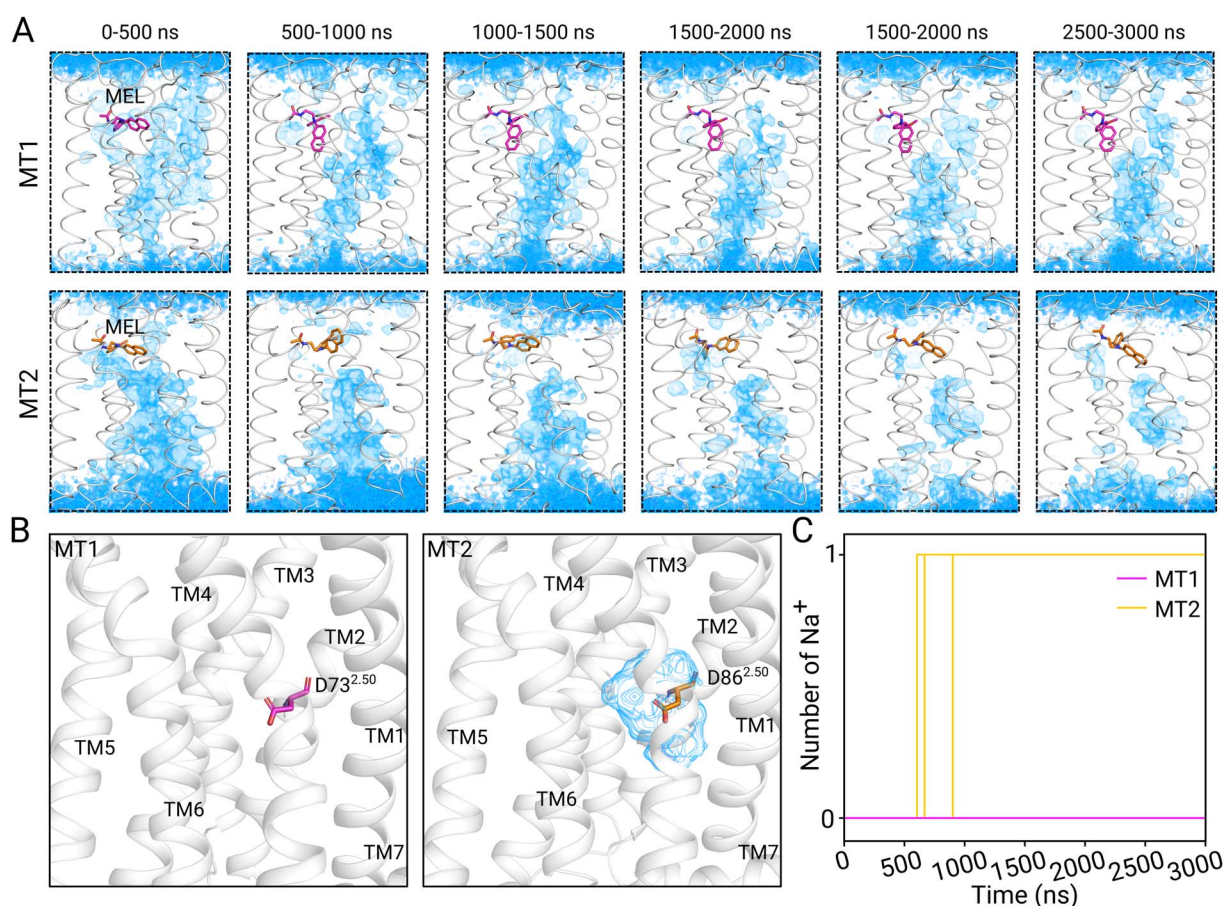 A
0-500 ns
500-1000 ns
1000-1500 ns
1500-2000 ns
1500-2000 ns
2500-3000 ns
MT1
MEL
MT2
MEL
B
MT1
TM3
TM4
TM2
D73^2.50
TM5
TM1
TM6
TM7
MT2
TM3
TM4
TM2
D86^2.50
TM5
TM1
TM6
TM7
C
Number of Na+
1
0
MT1
MT2
0 500 1000 1500 2000 2500 3000
Time (ns)